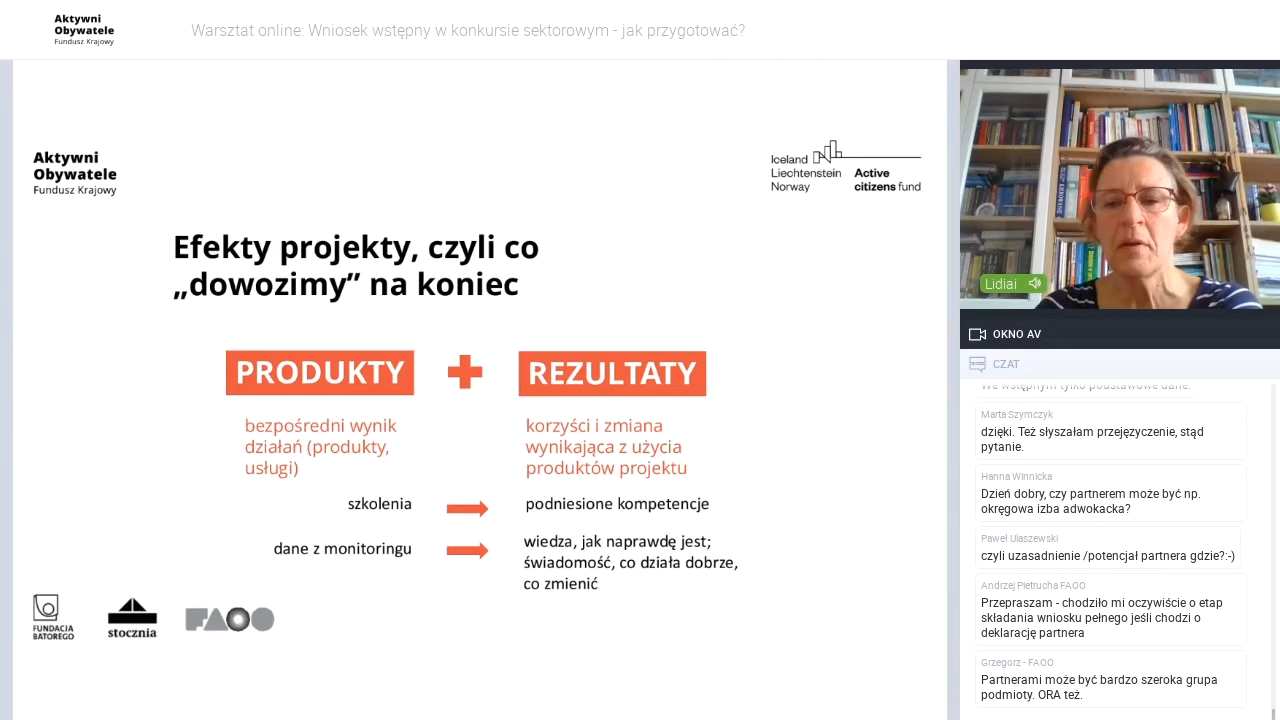 Aktywni
Obywatele
Fundusz Krajowy
Warsztat online: Wniosek wstępny w konkursie sektorowym - jak przygotować?
Aktywni
Obywatele
Fundusz Krajowy
Iceland
Liechtenstein
Norway
Active
citizens fund
Efekty projekty, czyli co
„dowozimy” na koniec
PRODUKTY
REZULTATY
bezpośredni wynik
działań (produkty,
usługi)
korzyści i zmiana
wynikająca z użycia
produktów projektu
szkolenia
podniesione kompetencje
dane z monitoringu
wiedza, jak naprawdę jest;
świadomość, co działa dobrze,
co zmienić
FUNDACJA
BATOREGO
stocznia
FAOO
Lidiai
OKNO AV
CZAT
We wstępnym tylko podstawowe dane.
Marta Szymczyk
dzięki. Też słyszałam przejęzyczenie, stąd
pytanie.
Hanna Winnicka
Dzień dobry, czy partnerem może być np.
okręgowa izba adwokacka?
Paweł Ulaszewski
czyli uzasadnienie /potencjał partnera gdzie?:-)
Andrzej Pietrucha FAOO
Przepraszam - chodziło mi oczywiście o etap
składania wniosku pełnego jeśli chodzi o
deklarację partnera
Grzegorz - FAOO
Partnerami może być bardzo szeroka grupa
podmioty. ORA też.